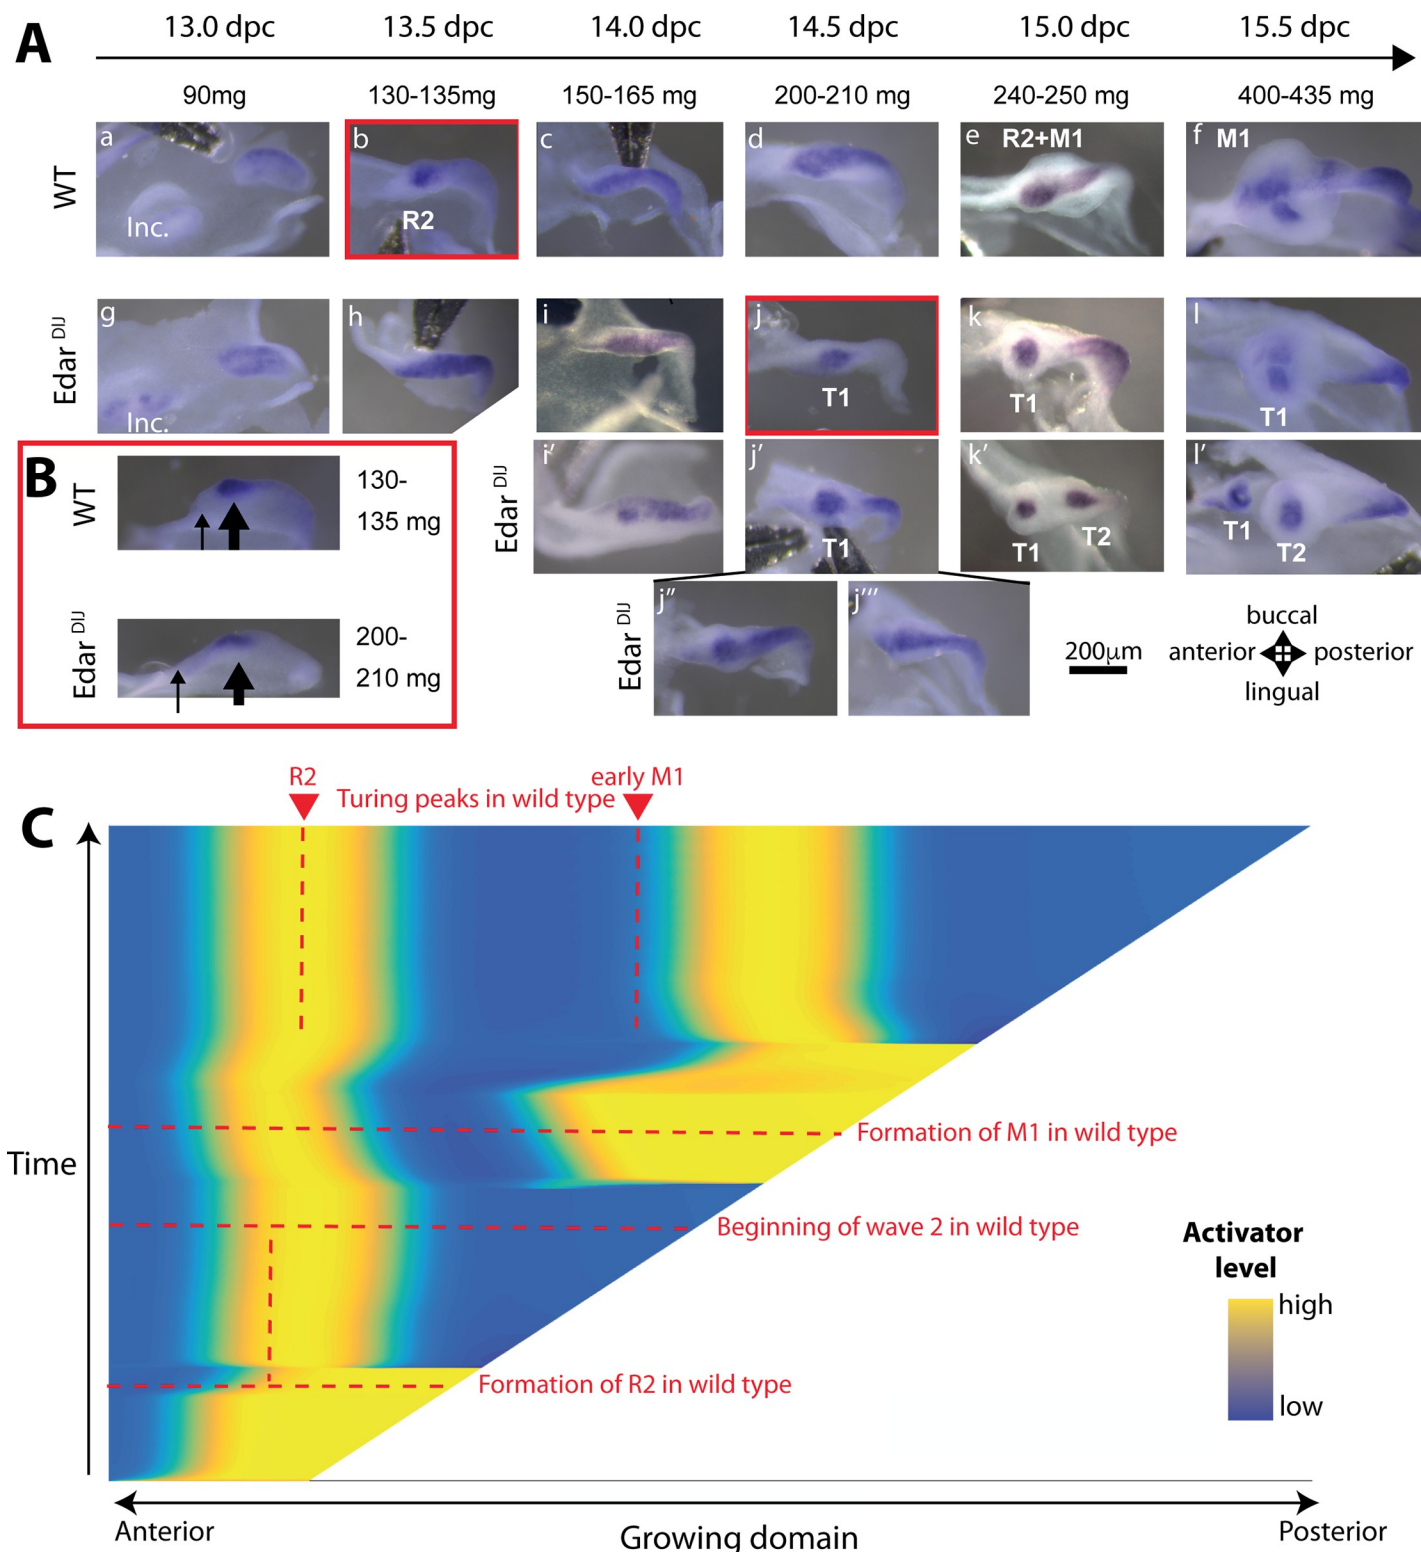 A
13.0 dpc 13.5 dpc 14.0 dpc 14.5 dpc 15.0 dpc 15.5 dpc
90mg 130-135mg 150-165 mg 200-210 mg 240-250 mg 400-435 mg
WT
a
Inc.
b
R2
c
d
e R2+M1
f M1
Edar DlJ
g
Inc.
h
i
j
T1
k
T1
l
T1
Edar DlJ
i'
j'
T1
k'
T1 T2
l'
T1
T2
Edar DlJ
j''
j'''
200µm
buccal
anterior posterior
lingual
B
WT
130-
135 mg
Edar DlJ
200-
210 mg
C
R2 early M1
Turing peaks in wild type
Formation of M1 in wild type
Time
Beginning of wave 2 in wild type
Formation of R2 in wild type
Activator
level
high
low
Anterior Posterior
Growing domain